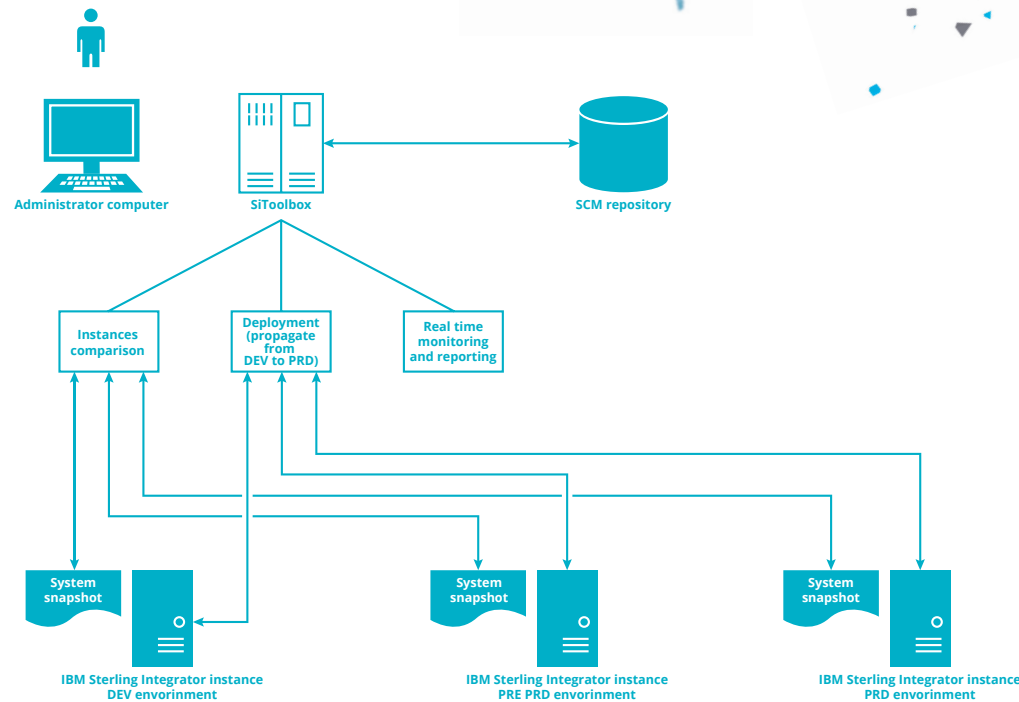 Administrator computer
SiToolbox
SCM repository
Instances
comparison
Deployment
(propagate
from
DEV to PRD)
Real time
monitoring
and reporting
System
snapshot
System
snapshot
System
snapshot
IBM Sterling Integrator instance
DEV envorinment
IBM Sterling Integrator instance
PRE PRD envorinment
IBM Sterling Integrator instance
PRD envorinment